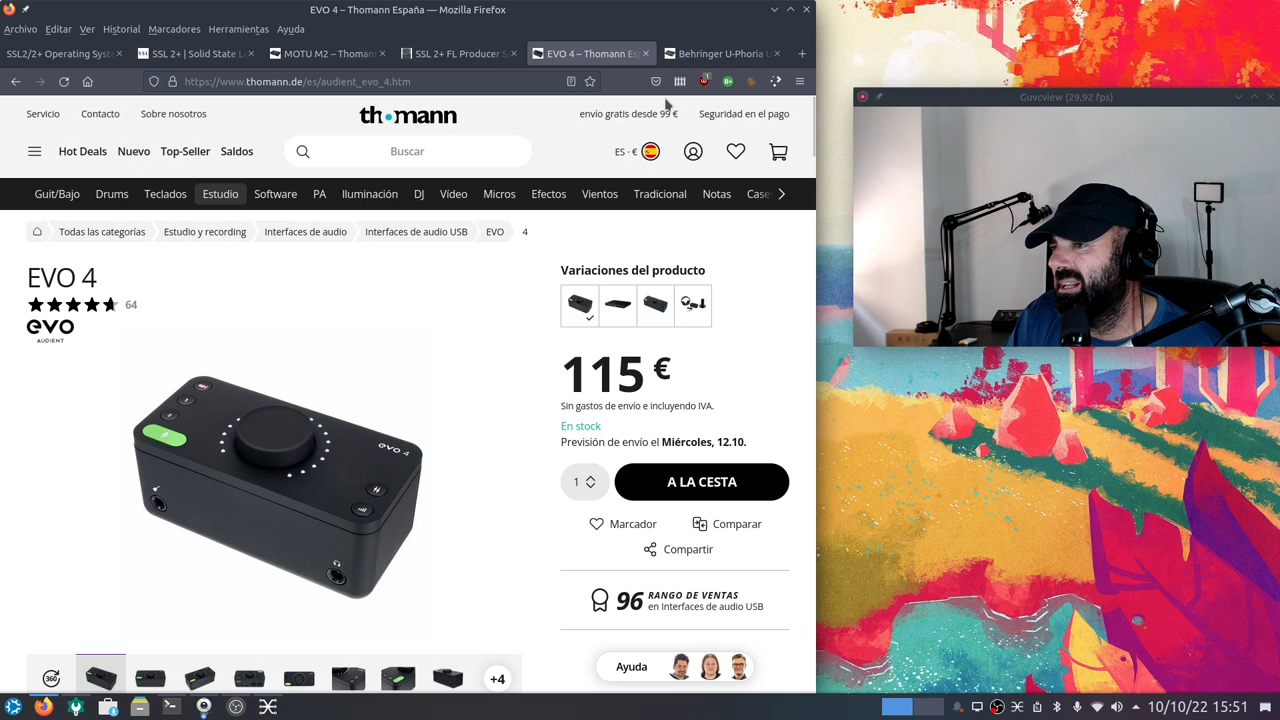 EVO 4 – Thomann España — Mozilla Firefox
Archivo Editar Ver Historial Marcadores Herramientas Ayuda
SSL2/2+ Operating Syste
SSL 2+ | Solid State L
MOTU M2 – Thomann
SSL 2+ FL Producer S
EVO 4 – Thomann Es
Behringer U-Phoria U
https://www.thomann.de/es/audient_evo_4.htm
1
Servicio Contacto Sobre nosotros
thomann
envío gratis desde 99 € Seguridad en el pago
Hot Deals Nuevo Top-Seller Saldos
Buscar
ES · €
Guit/Bajo Drums Teclados Estudio Software PA Iluminación DJ Vídeo Micros Efectos Vientos Tradicional Notas Case
Todas las categorías Estudio y recording Interfaces de audio Interfaces de audio USB EVO 4
EVO 4
64
evo
AUDIENT
evo 4
Variaciones del producto
115 €
Sin gastos de envío e incluyendo IVA.
En stock
Previsión de envío el Miércoles, 12.10.
1
A LA CESTA
Marcador Comparar
Compartir
96 RANGO DE VENTAS
en Interfaces de audio USB
Ayuda
360
+4
Guvcview (29,92 fps)
10/10/22 15:51